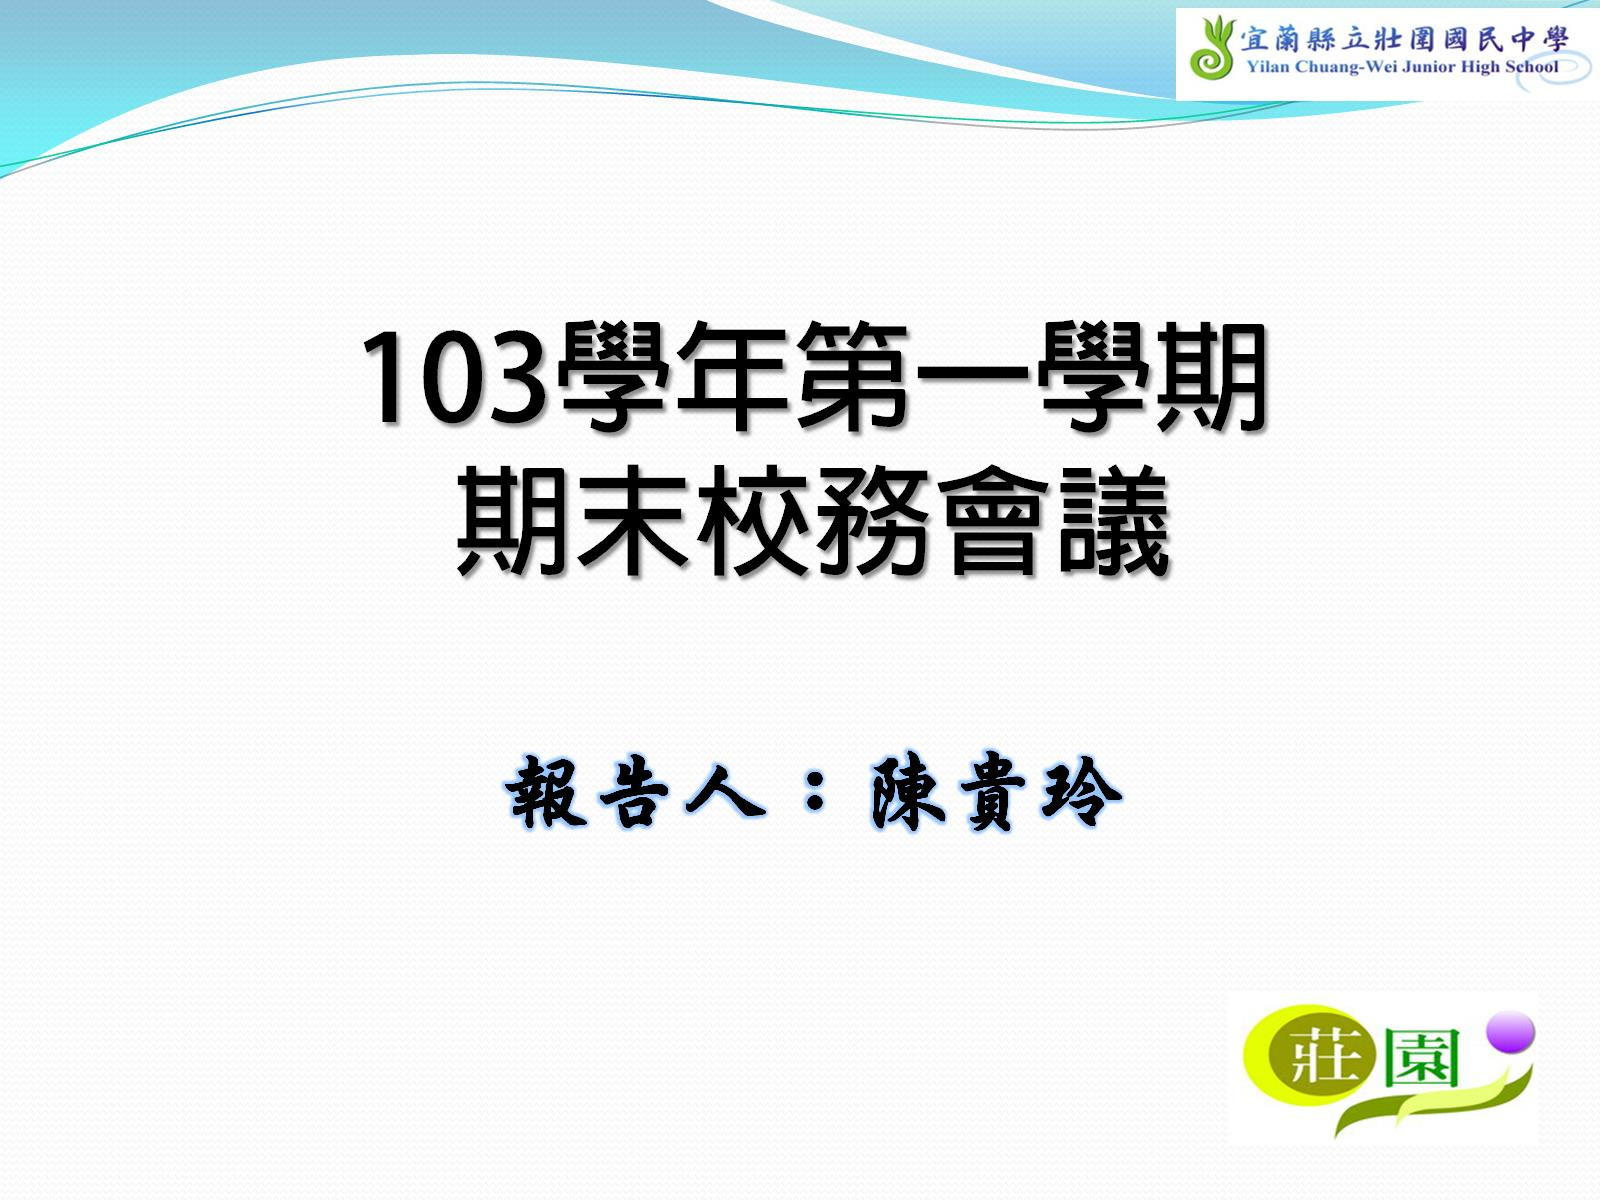 宜蘭縣立壯圍國民中學
Yilan Chuang-Wei Junior High School
103學年第一學期
期末校務會議
報告人：陳貴玲
莊園